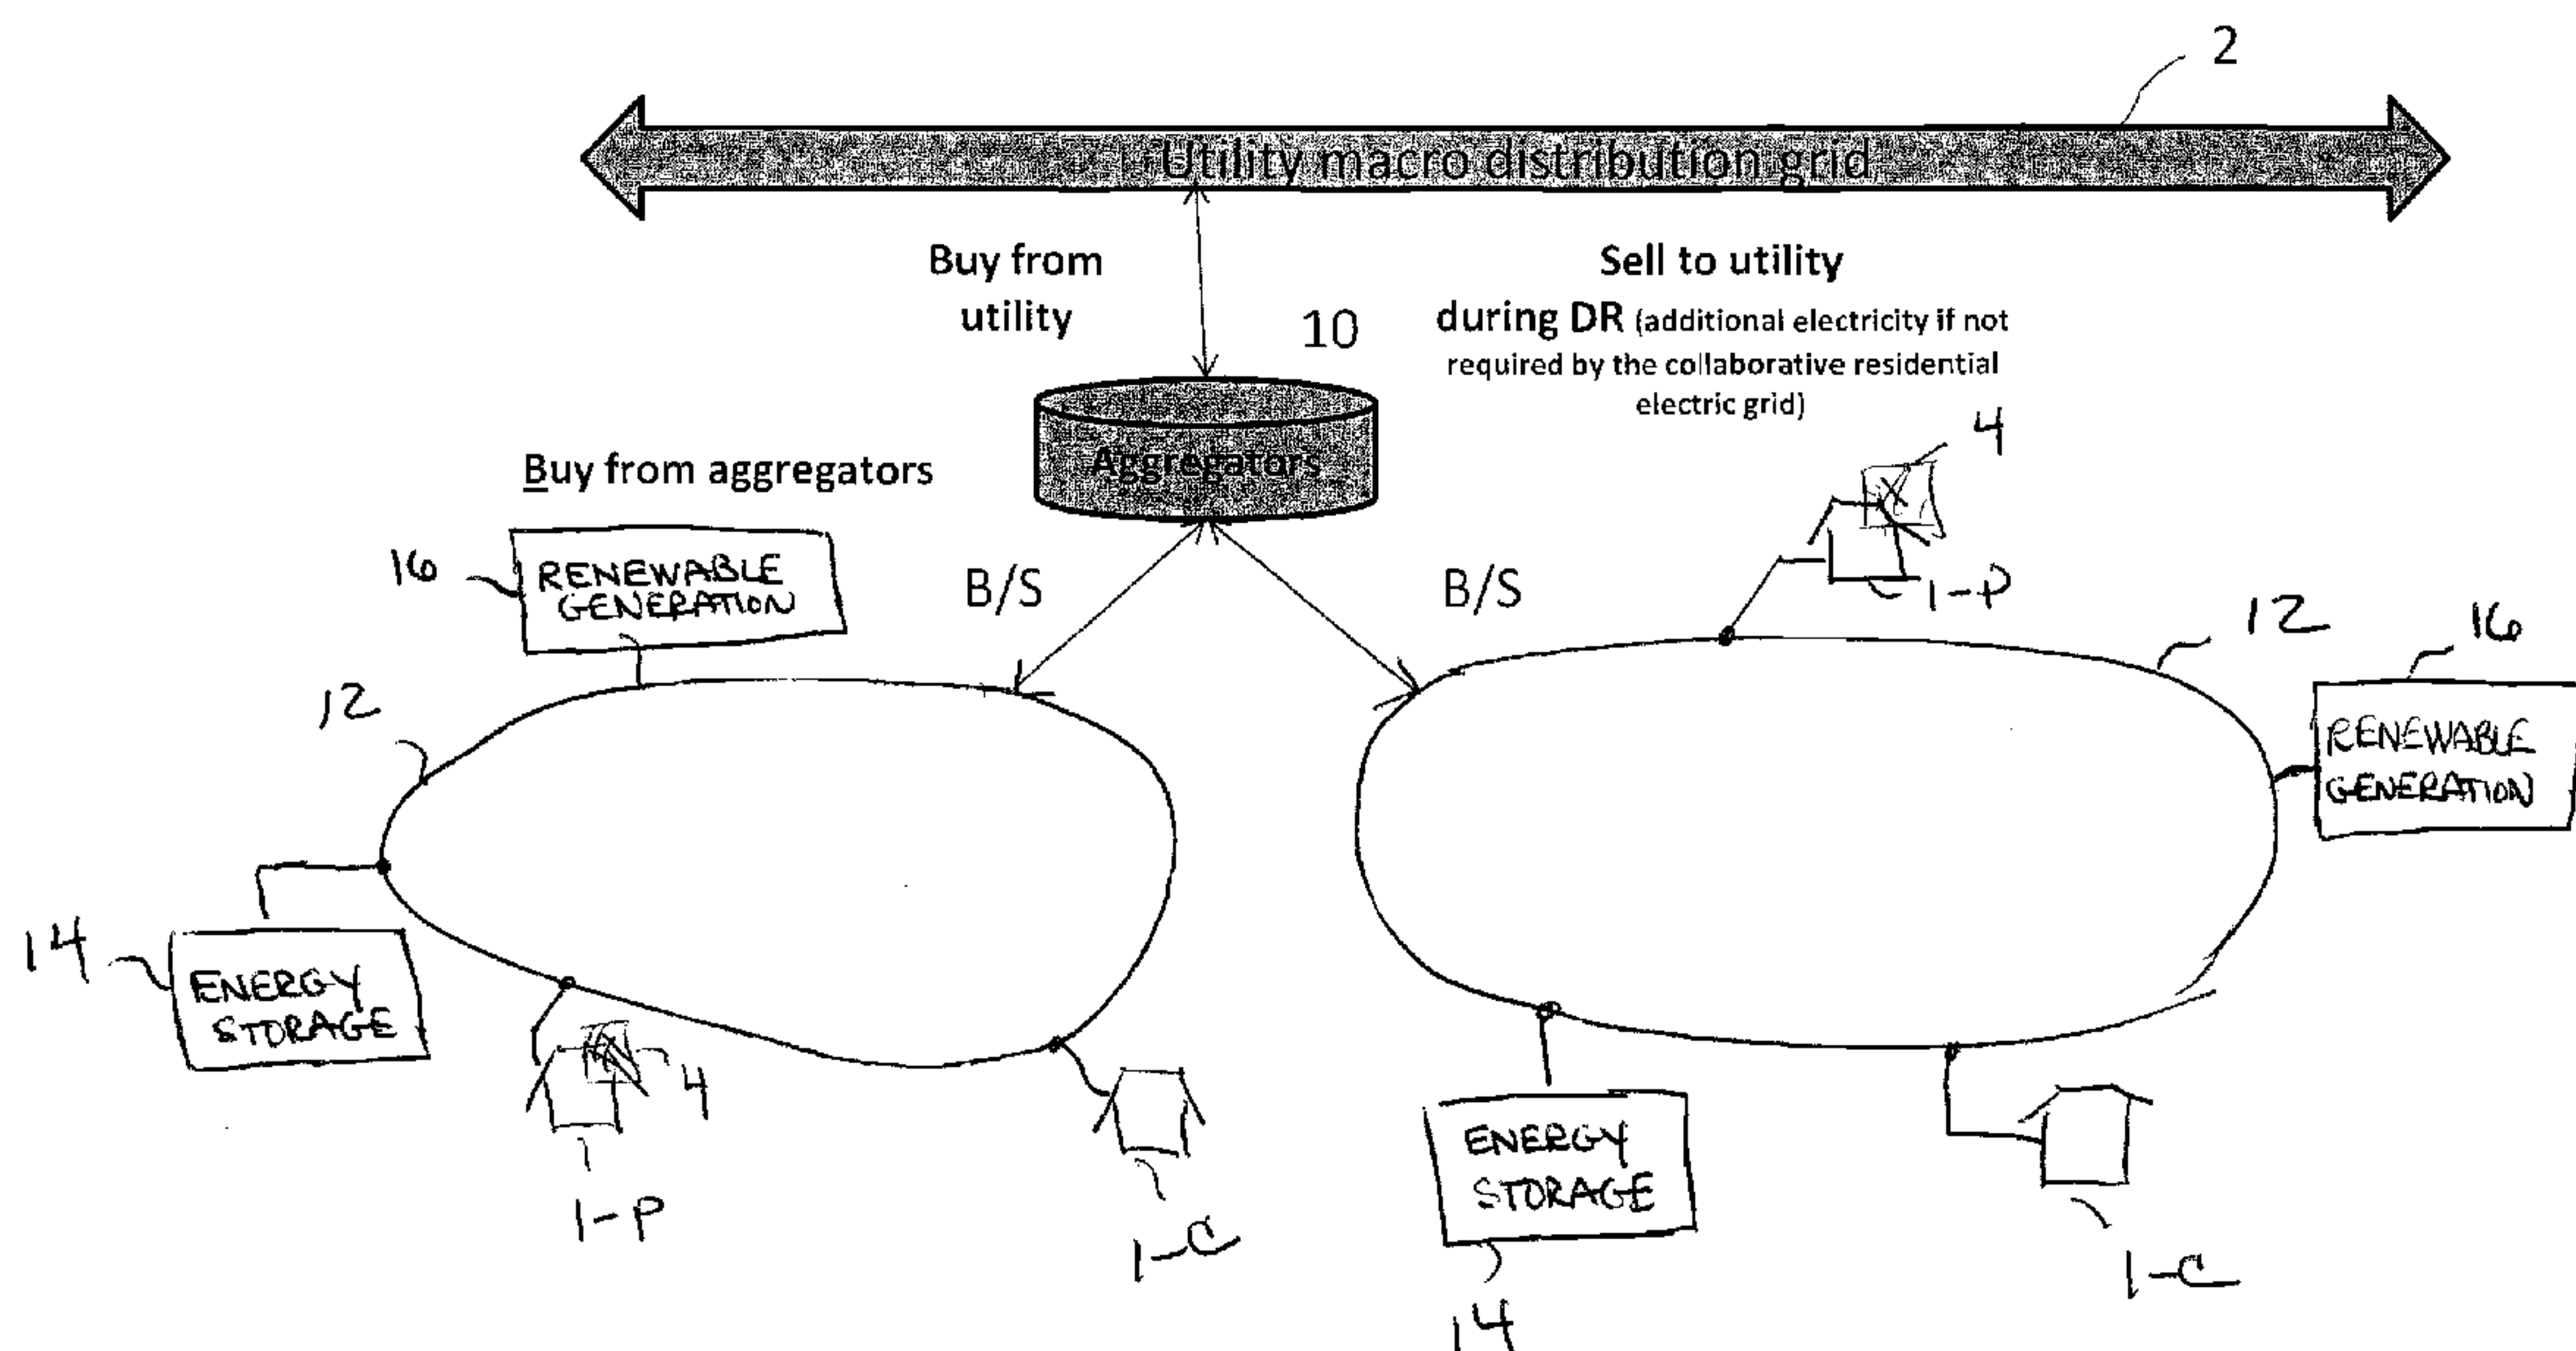 2
Utility macro distribution grid
Buy from
utility
10
Sell to utility
during DR (additional electricity if not
required by the collaborative residential
electric grid)
4
Aggregators
Buy from aggregators
16
RENEWABLE
GENERATION
B/S
B/S
1-P
12
16
RENEWABLE
GENERATION
12
14
ENERGY
STORAGE
4
1-P
1-C
ENERGY
STORAGE
14
1-C